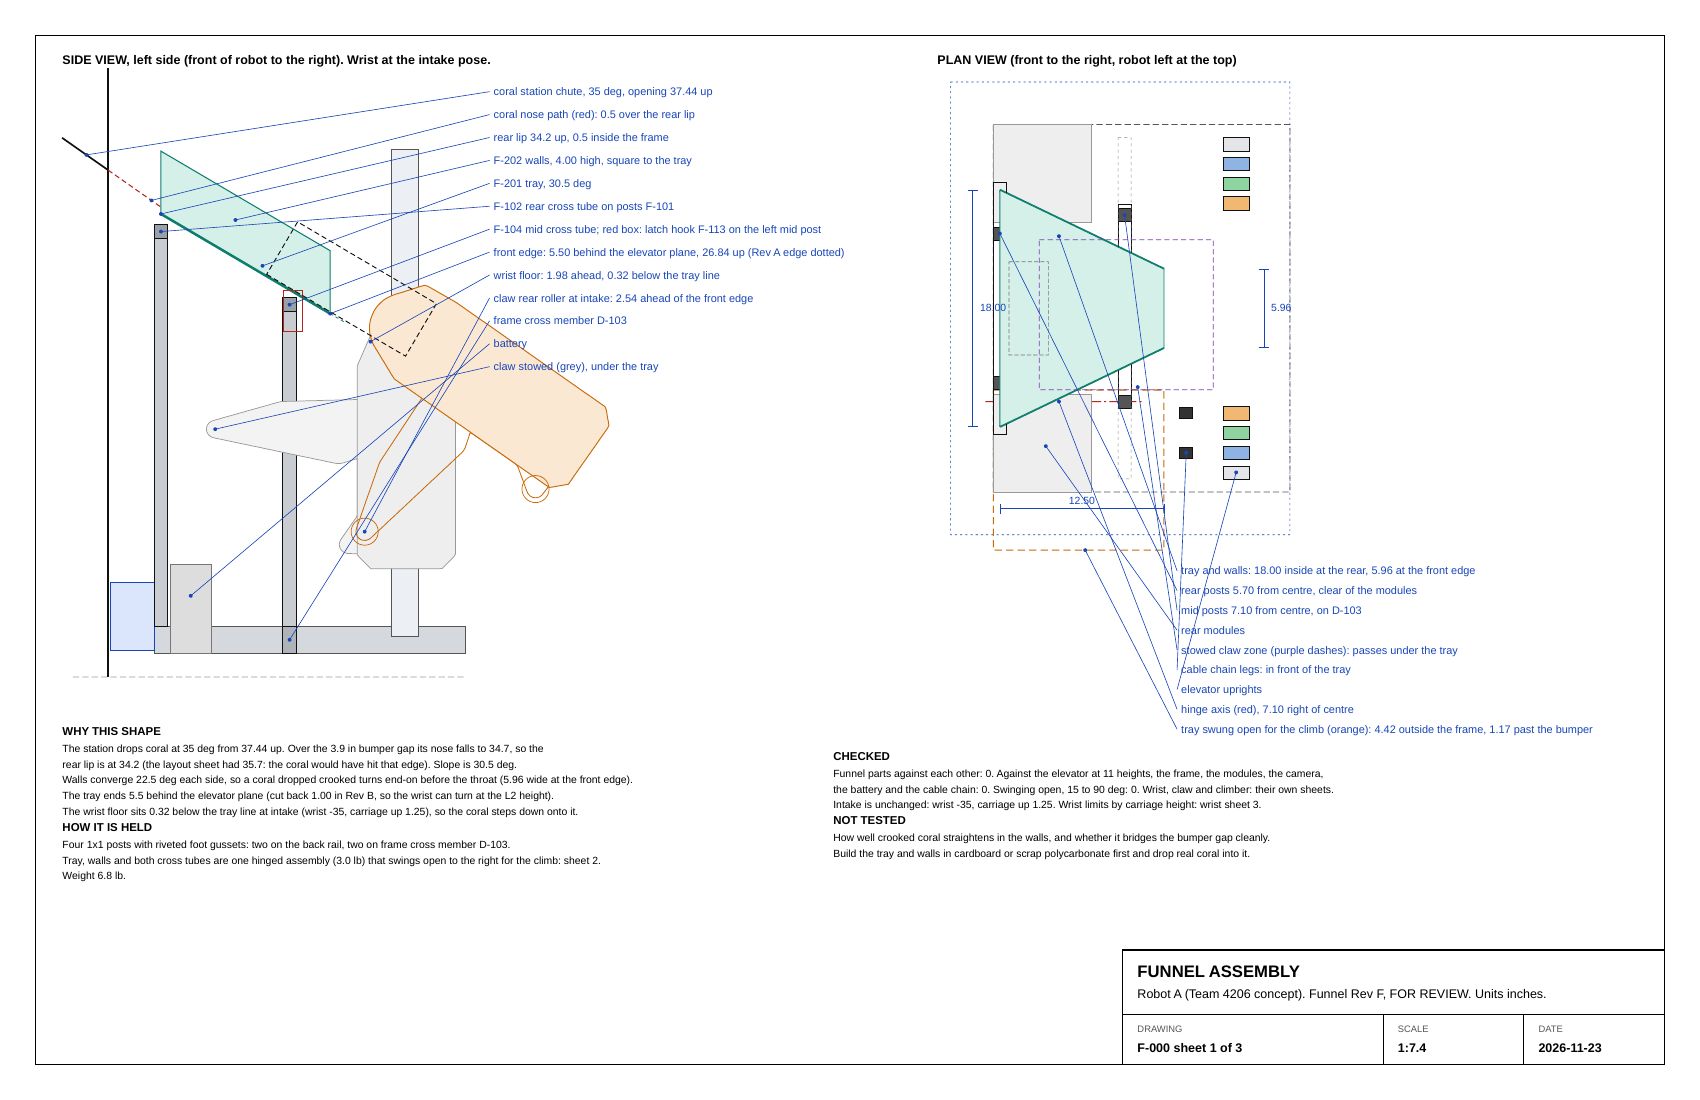 SIDE VIEW, left side (front of robot to the right). Wrist at the intake pose.
coral station chute, 35 deg, opening 37.44 up
coral nose path (red): 0.5 over the rear lip
rear lip 34.2 up, 0.5 inside the frame
F-202 walls, 4.00 high, square to the tray
F-201 tray, 30.5 deg
F-102 rear cross tube on posts F-101
F-104 mid cross tube; red box: latch hook F-113 on the left mid post
front edge: 5.50 behind the elevator plane, 26.84 up (Rev A edge dotted)
wrist floor: 1.98 ahead, 0.32 below the tray line
claw rear roller at intake: 2.54 ahead of the front edge
frame cross member D-103
battery
claw stowed (grey), under the tray
PLAN VIEW (front to the right, robot left at the top)
18.00
5.96
12.50
tray and walls: 18.00 inside at the rear, 5.96 at the front edge
rear posts 5.70 from centre, clear of the modules
mid posts 7.10 from centre, on D-103
rear modules
stowed claw zone (purple dashes): passes under the tray
cable chain legs: in front of the tray
elevator uprights
hinge axis (red), 7.10 right of centre
tray swung open for the climb (orange): 4.42 outside the frame, 1.17 past the bumper
WHY THIS SHAPE
The station drops coral at 35 deg from 37.44 up. Over the 3.9 in bumper gap its nose falls to 34.7, so the
rear lip is at 34.2 (the layout sheet had 35.7: the coral would have hit that edge). Slope is 30.5 deg.
Walls converge 22.5 deg each side, so a coral dropped crooked turns end-on before the throat (5.96 wide at the front edge).
The tray ends 5.5 behind the elevator plane (cut back 1.00 in Rev B, so the wrist can turn at the L2 height).
The wrist floor sits 0.32 below the tray line at intake (wrist -35, carriage up 1.25), so the coral steps down onto it.
HOW IT IS HELD
Four 1x1 posts with riveted foot gussets: two on the back rail, two on frame cross member D-103.
Tray, walls and both cross tubes are one hinged assembly (3.0 lb) that swings open to the right for the climb: sheet 2.
Weight 6.8 lb.
CHECKED
Funnel parts against each other: 0. Against the elevator at 11 heights, the frame, the modules, the camera,
the battery and the cable chain: 0. Swinging open, 15 to 90 deg: 0. Wrist, claw and climber: their own sheets.
Intake is unchanged: wrist -35, carriage up 1.25. Wrist limits by carriage height: wrist sheet 3.
NOT TESTED
How well crooked coral straightens in the walls, and whether it bridges the bumper gap cleanly.
Build the tray and walls in cardboard or scrap polycarbonate first and drop real coral into it.
FUNNEL ASSEMBLY
Robot A (Team 4206 concept). Funnel Rev F, FOR REVIEW. Units inches.
DRAWING
F-000 sheet 1 of 3
SCALE
1:7.4
DATE
2026-11-23